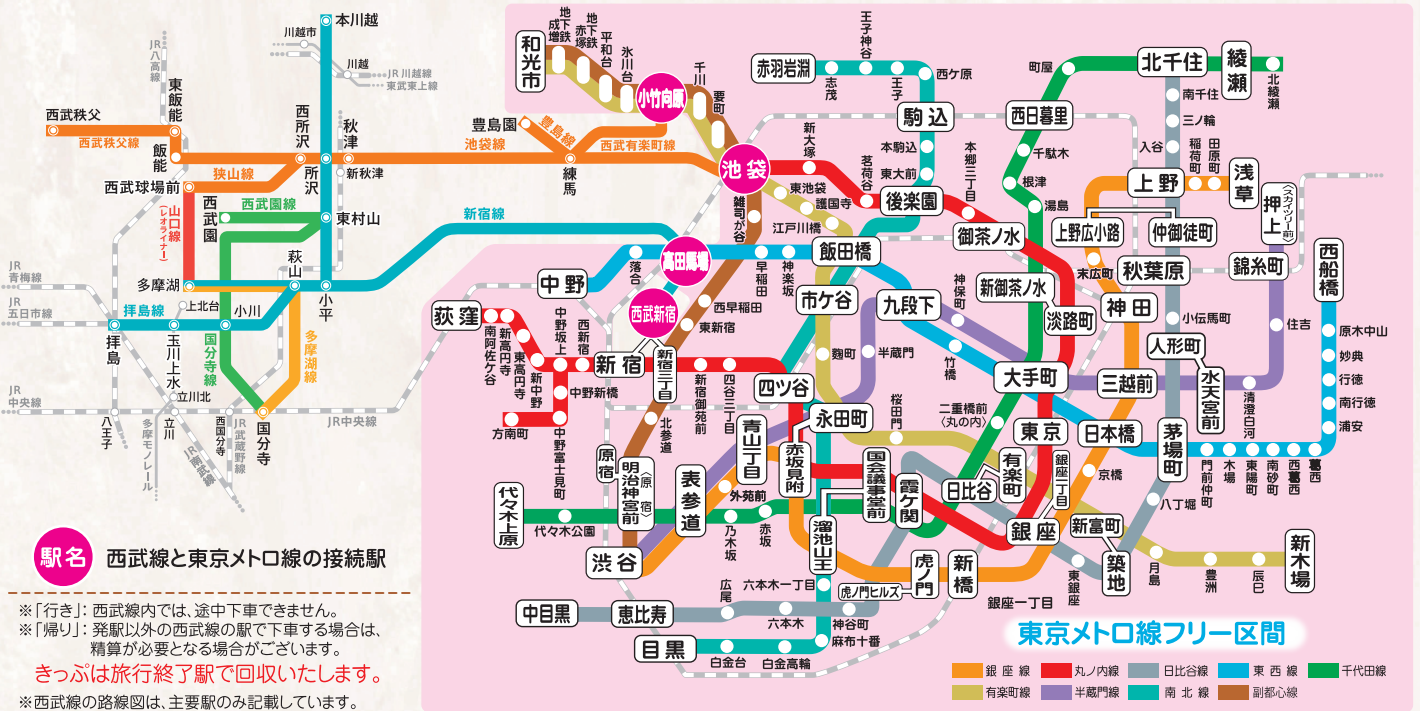 本川越
川越市
川越
JR川越線
東武東上線
JR八高線
東飯能
西武秩父
西武秩父線
飯能
西所沢
秋津
新秋津
所沢
豊島園
豊島線
池袋線
西武有楽町線
練馬
狭山線
西武球場前
山口線
(レオライナー)
西武園
西武園線
東村山
新宿線
萩山
多摩湖
小平
JR青梅線
JR五日市線
拝島線
上北台
小川
拝島
玉川上水
国分寺線
多摩湖線
立川北
JR中央線
八王子
多摩モノレール
立川
JR南武線
西国分寺
JR武蔵野線
国分寺
JR中央線
和光市
地下鉄成増
地下鉄赤塚
平和台
氷川台
小竹向原
千川
要町
池袋
赤羽岩淵
志茂
王子神谷
王子
西ケ原
駒込
本駒込
東大前
後楽園
新大塚
茗荷谷
本郷三丁目
御茶ノ水
東池袋
護国寺
江戸川橋
飯田橋
雑司が谷
高田馬場
西武新宿
落合
中野
早稲田
神楽坂
西早稲田
東新宿
町屋
北千住
綾瀬
北綾瀬
西日暮里
千駄木
根津
湯島
南千住
三ノ輪
入谷
上野
稲荷町
田原町
浅草
押上
(スカイツリー前)
上野広小路
仲御徒町
末広町
秋葉原
錦糸町
西船橋
新御茶ノ水
淡路町
神田
小伝馬町
住吉
原木中山
妙典
行徳
南行徳
浦安
市ケ谷
九段下
神保町
竹橋
麹町
半蔵門
大手町
三越前
人形町
水天宮前
清澄白河
荻窪
南阿佐ケ谷
新高円寺
東高円寺
新中野
中野坂上
西新宿
中野新橋
方南町
中野富士見町
新宿
新宿三丁目
新宿御苑前
四谷三丁目
四ツ谷
永田町
桜田門
二重橋前
〈丸の内〉
東京
日本橋
茅場町
門前仲町
木場
東陽町
南砂町
西葛西
葛西
北参道
原宿
明治神宮前
〈原宿〉
表参道
青山一丁目
外苑前
赤坂見附
国会議事堂前
霞ケ関
日比谷
有楽町
銀座一丁目
京橋
八丁堀
代々木上原
代々木公園
乃木坂
赤坂
溜池山王
銀座
新富町
築地
東銀座
月島
豊洲
辰巳
新木場
渋谷
虎ノ門
新橋
虎ノ門ヒルズ
銀座一丁目
中目黒
恵比寿
広尾
六本木
六本木一丁目
神谷町
麻布十番
目黒
白金台
白金高輪
駅名
西武線と東京メトロ線の接続駅
※「行き」：西武線内では、途中下車できません。
※「帰り」：発駅以外の西武線の駅で下車する場合は、
精算が必要となる場合がございます。
きっぷは旅行終了駅で回収いたします。
※西武線の路線図は、主要駅のみ記載しています。
東京メトロ線フリー区間
銀座線
丸ノ内線
日比谷線
東西線
千代田線
有楽町線
半蔵門線
南北線
副都心線